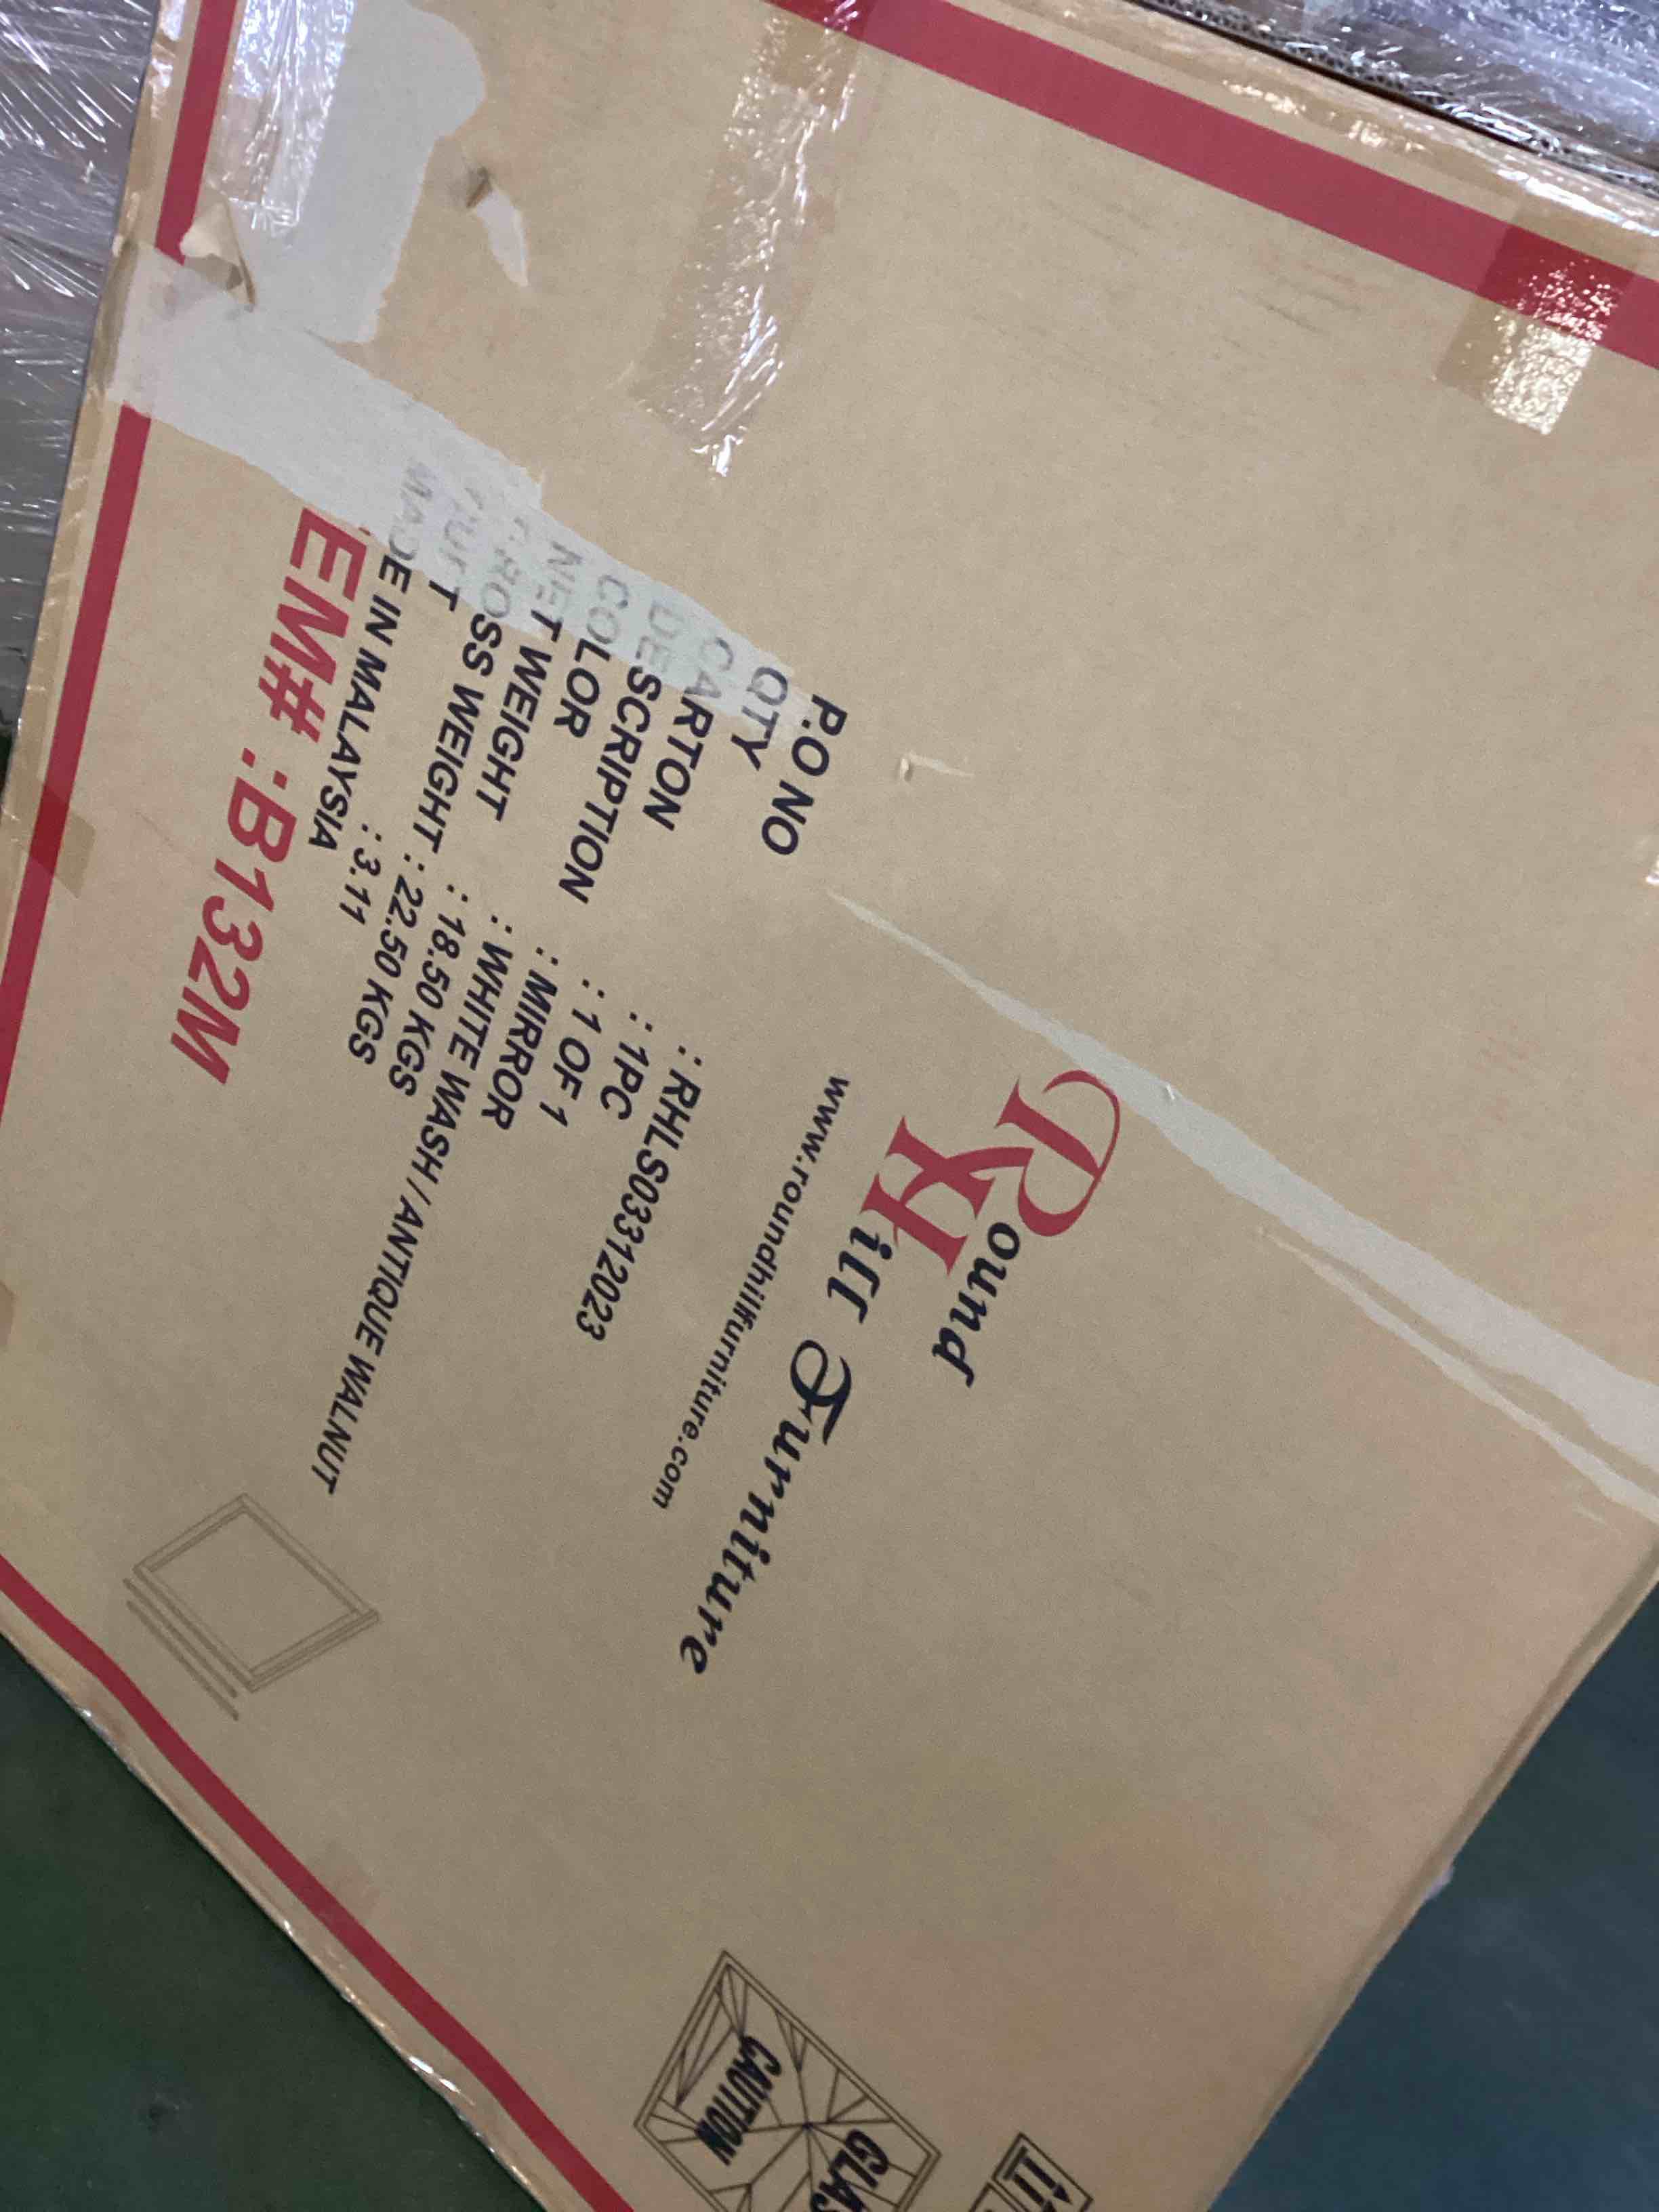 Round
Hill Furniture
www.roundhillfurniture.com
P.O NO : RHLS03312023
QTY : 1PC
CARTON : 1 OF 1
DESCRIPTION : MIRROR
COLOR : WHITE WASH / ANTIQUE WALNUT
NET WEIGHT : 18.50 KGS
GROSS WEIGHT : 22.50 KGS
CUFT : 3.11
MADE IN MALAYSIA
EM# :B132M
CAUTION